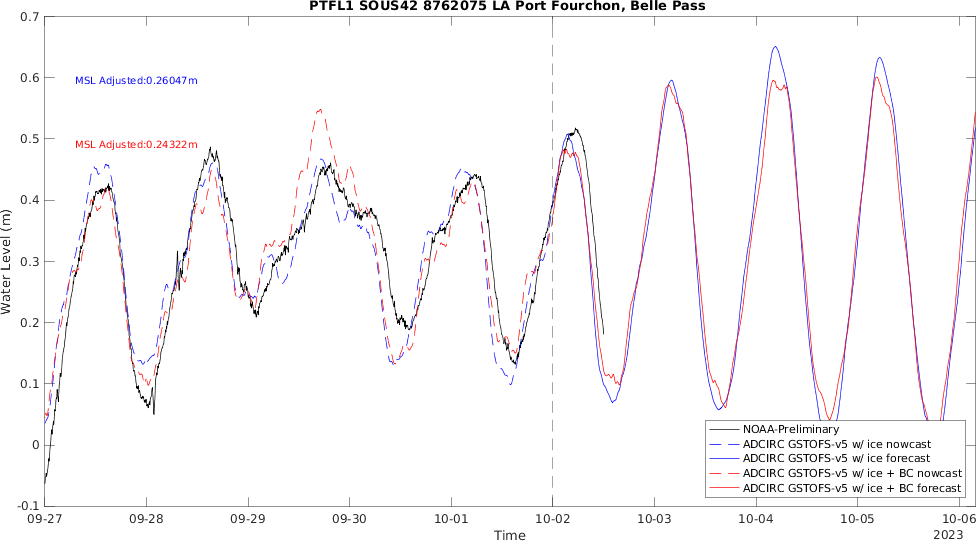 PTFL1 SOUS42 8762075 LA Port Fourchon, Belle Pass
0.7
0.6
0.5
0.4
0.3
0.2
0.1
0
-0.1
Water Level (m)
MSL Adjusted:0.26047m
MSL Adjusted:0.24322m
NOAA-Preliminary
ADCIRC GSTOFS-v5 w/ ice nowcast
ADCIRC GSTOFS-v5 w/ ice forecast
ADCIRC GSTOFS-v5 w/ ice + BC nowcast
ADCIRC GSTOFS-v5 w/ ice + BC forecast
09-27 09-28 09-29 09-30 10-01 10-02 10-03 10-04 10-05 10-06
Time
2023